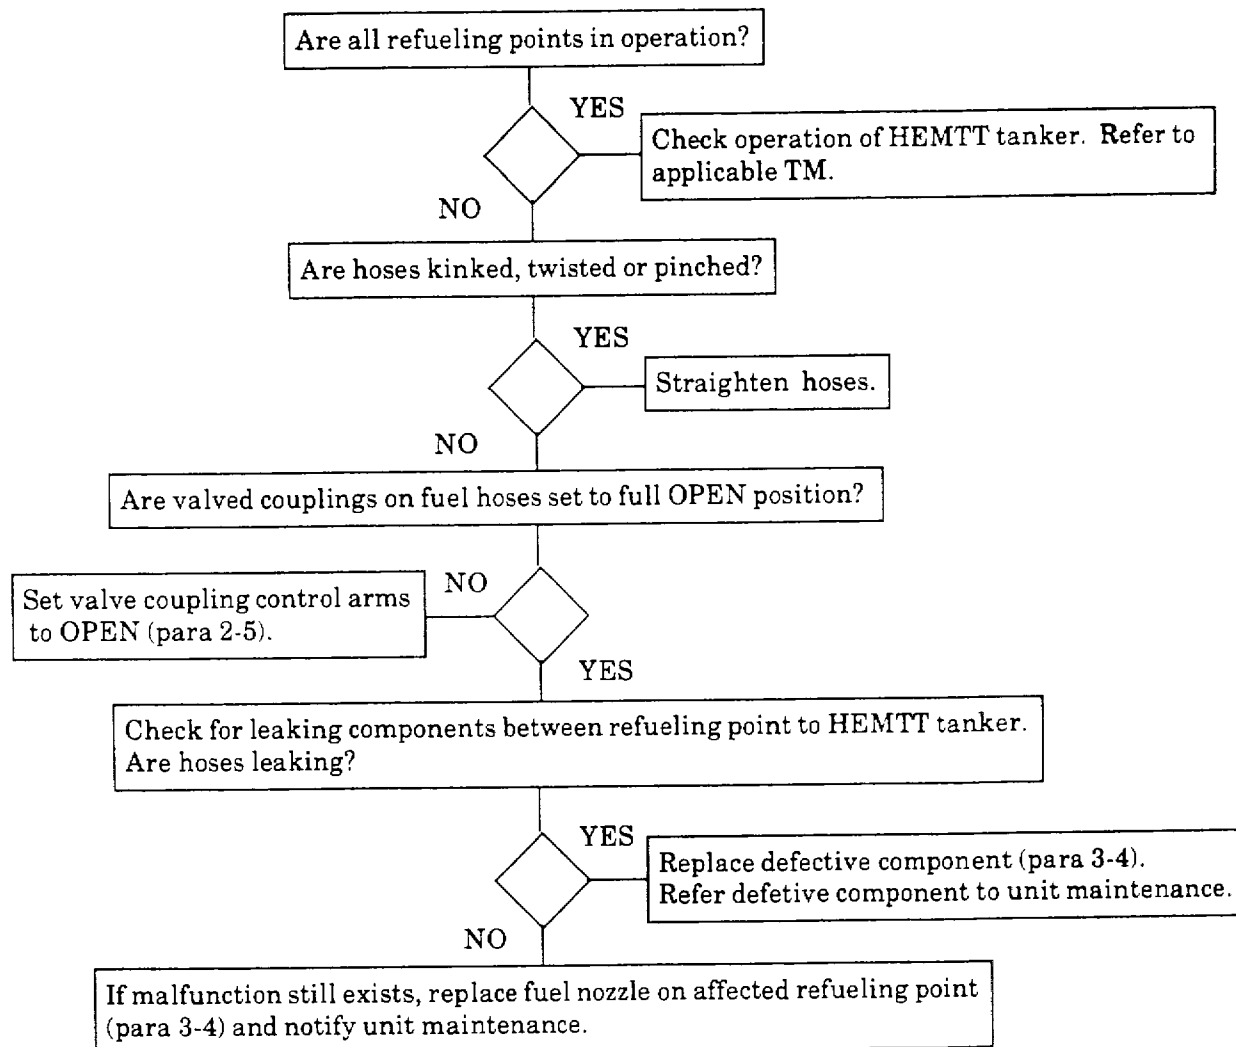 Are all refueling points in operation?
YES
Check operation of HEMTT tanker. Refer to
applicable TM.
NO
Are hoses kinked, twisted or pinched?
YES
Straighten hoses.
NO
Are valved couplings on fuel hoses set to full OPEN position?
NO
Set valve coupling control arms
to OPEN (para 2-5).
YES
Check for leaking components between refueling point to HEMTT tanker.
Are hoses leaking?
YES
Replace defective component (para 3-4).
Refer defetive component to unit maintenance.
NO
If malfunction still exists, replace fuel nozzle on affected refueling point
(para 3-4) and notify unit maintenance.